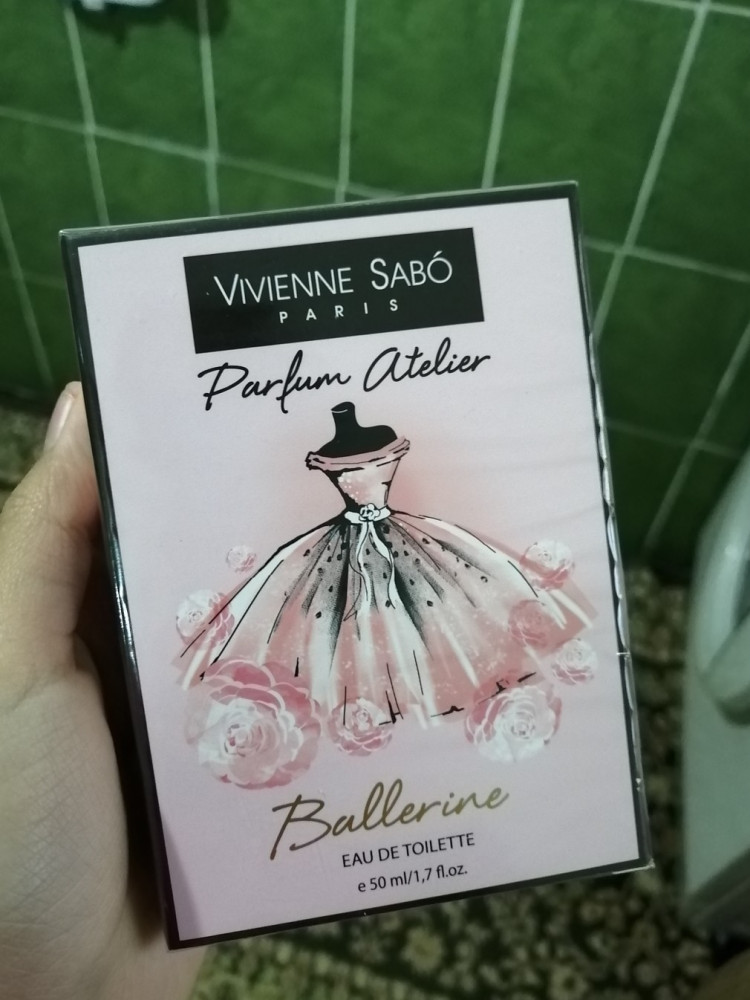 VIVIENNE SABÓ
PARIS
Parfum Atelier
Ballerine
EAU DE TOILETTE
e 50 ml/1,7 fl.oz.